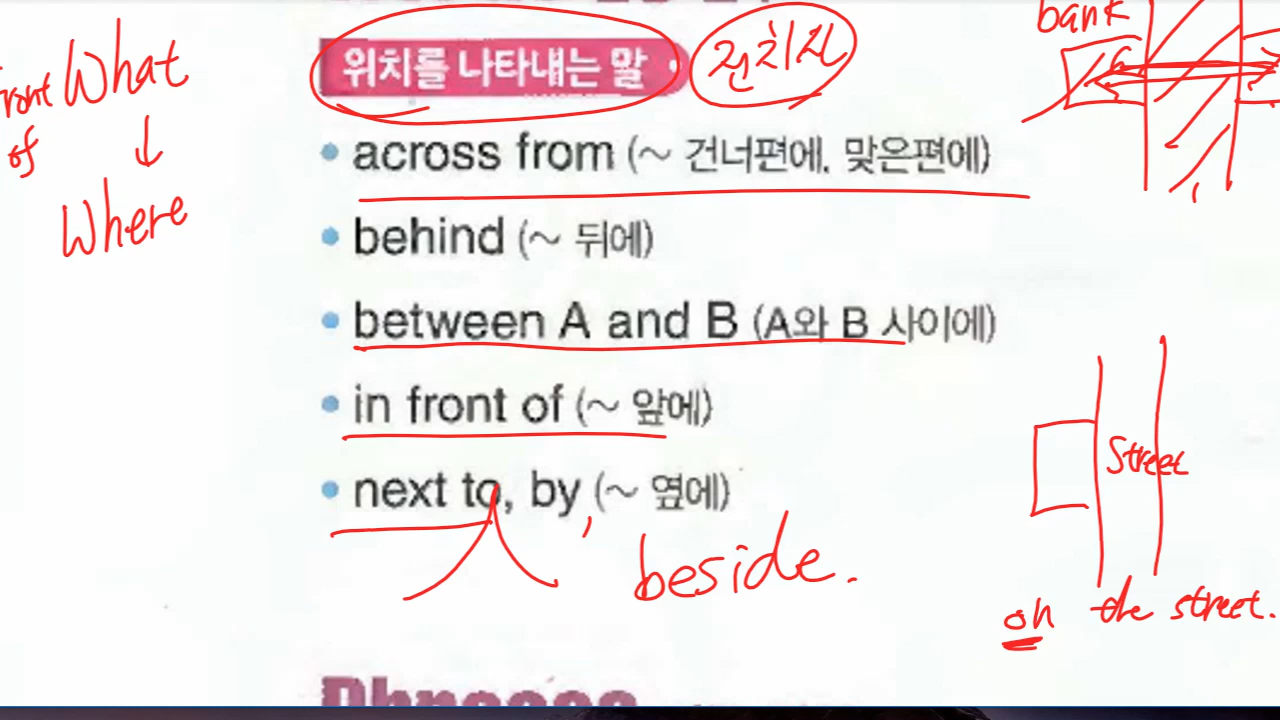 위치를 나타내는 말
전치사
bank
front
of
What
Where
• across from (~ 건너편에, 맞은편에)
• behind (~ 뒤에)
• between A and B (A와 B 사이에)
• in front of (~ 앞에)
• next to, by, (~ 옆에)
beside.
Street
on the street.